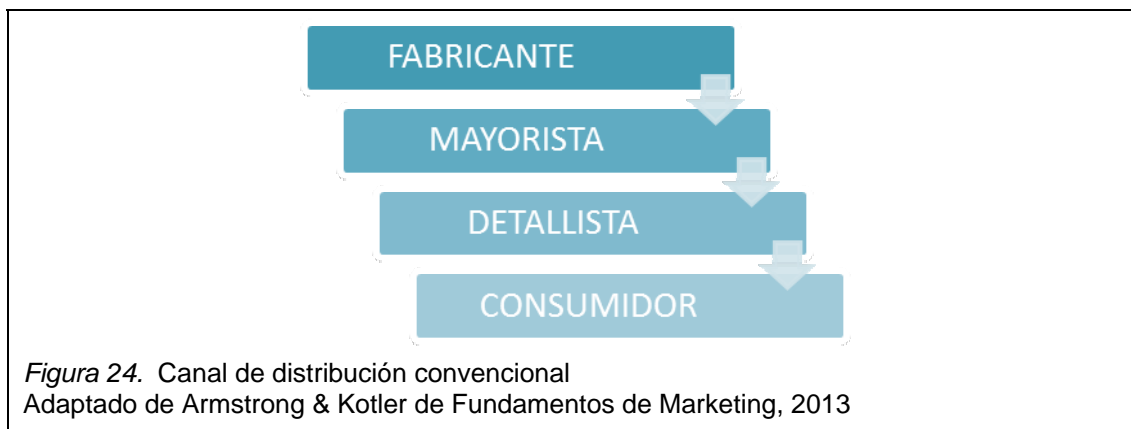 FABRICANTE
MAYORISTA
DETALLISTA
CONSUMIDOR
Figura 24. Canal de distribución convencional
Adaptado de Armstrong & Kotler de Fundamentos de Marketing, 2013